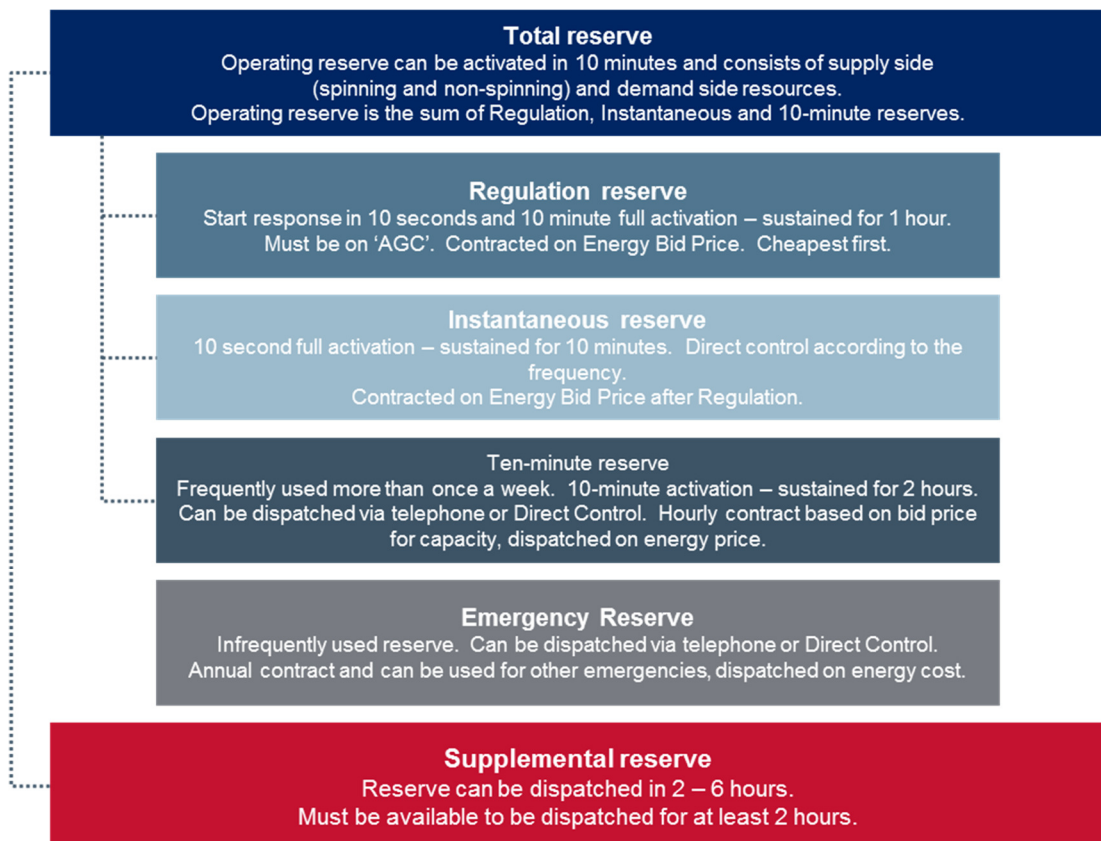 Total reserve
Operating reserve can be activated in 10 minutes and consists of supply side
(spinning and non-spinning) and demand side resources.
Operating reserve is the sum of Regulation, Instantaneous and 10-minute reserves.
Regulation reserve
Start response in 10 seconds and 10 minute full activation – sustained for 1 hour.
Must be on ‘AGC’. Contracted on Energy Bid Price. Cheapest first.
Instantaneous reserve
10 second full activation – sustained for 10 minutes. Direct control according to the
frequency.
Contracted on Energy Bid Price after Regulation.
Ten-minute reserve
Frequently used more than once a week. 10-minute activation – sustained for 2 hours.
Can be dispatched via telephone or Direct Control. Hourly contract based on bid price
for capacity, dispatched on energy price.
Emergency Reserve
Infrequently used reserve. Can be dispatched via telephone or Direct Control.
Annual contract and can be used for other emergencies, dispatched on energy cost.
Supplemental reserve
Reserve can be dispatched in 2 – 6 hours.
Must be available to be dispatched for at least 2 hours.